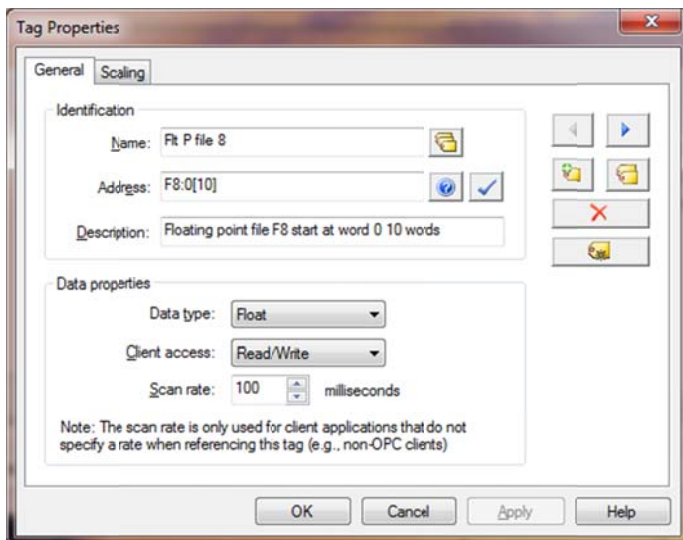 Tag Properties
General
Scaling
Identification
Name:
Flt P file 8
Address:
F8:0[10]
Description:
Floating point file F8 start at word 0 10 words
Data properties
Data type:
Float
Client access:
Read/Write
Scan rate:
100
milliseconds
Note: The scan rate is only used for client applications that do not
specify a rate when referencing ths tag (e.g., non-OPC clients)
OK
Cancel
Apply
Help